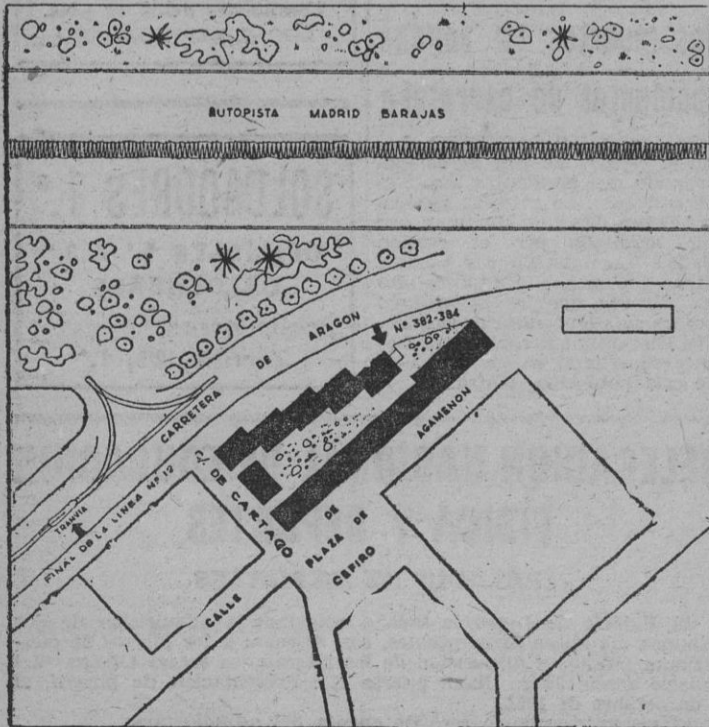 AUTOPISTA MADRID BARAJAS
CARRETERA DE ARAGON
Nº 382-384
TRANVIA
FINAL DE LA LINEA Nº 12
C/. DE CARTAGO
CALLE DE AGAMENON
PLAZA DE CEFIRO